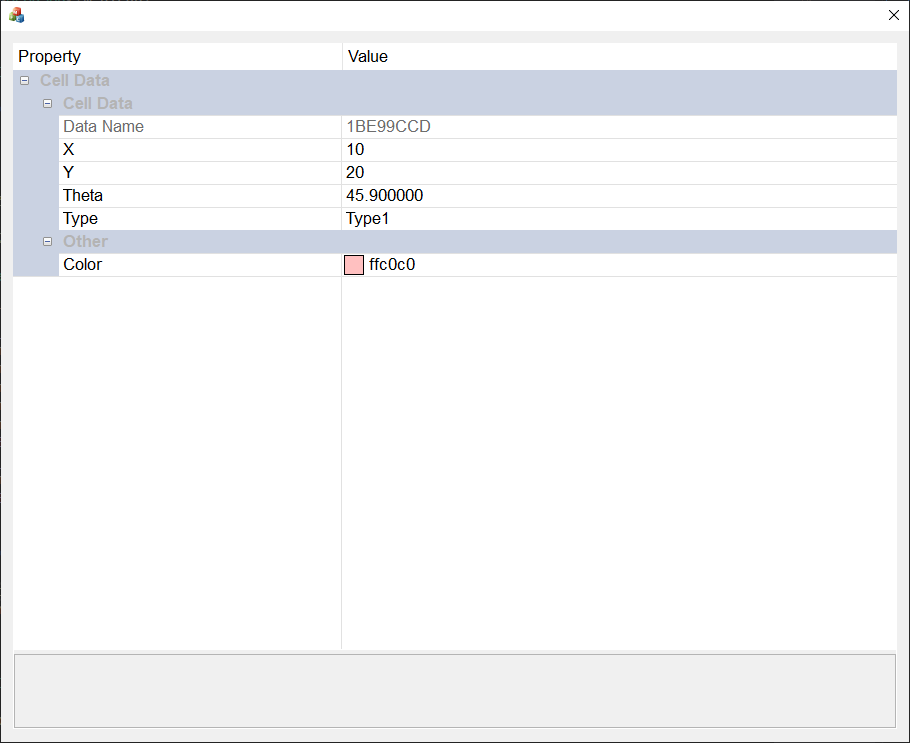 Property Value
Cell Data
Cell Data
Data Name 1BE99CCD
X 10
Y 20
Theta 45.900000
Type Type1
Other
Color ffc0c0